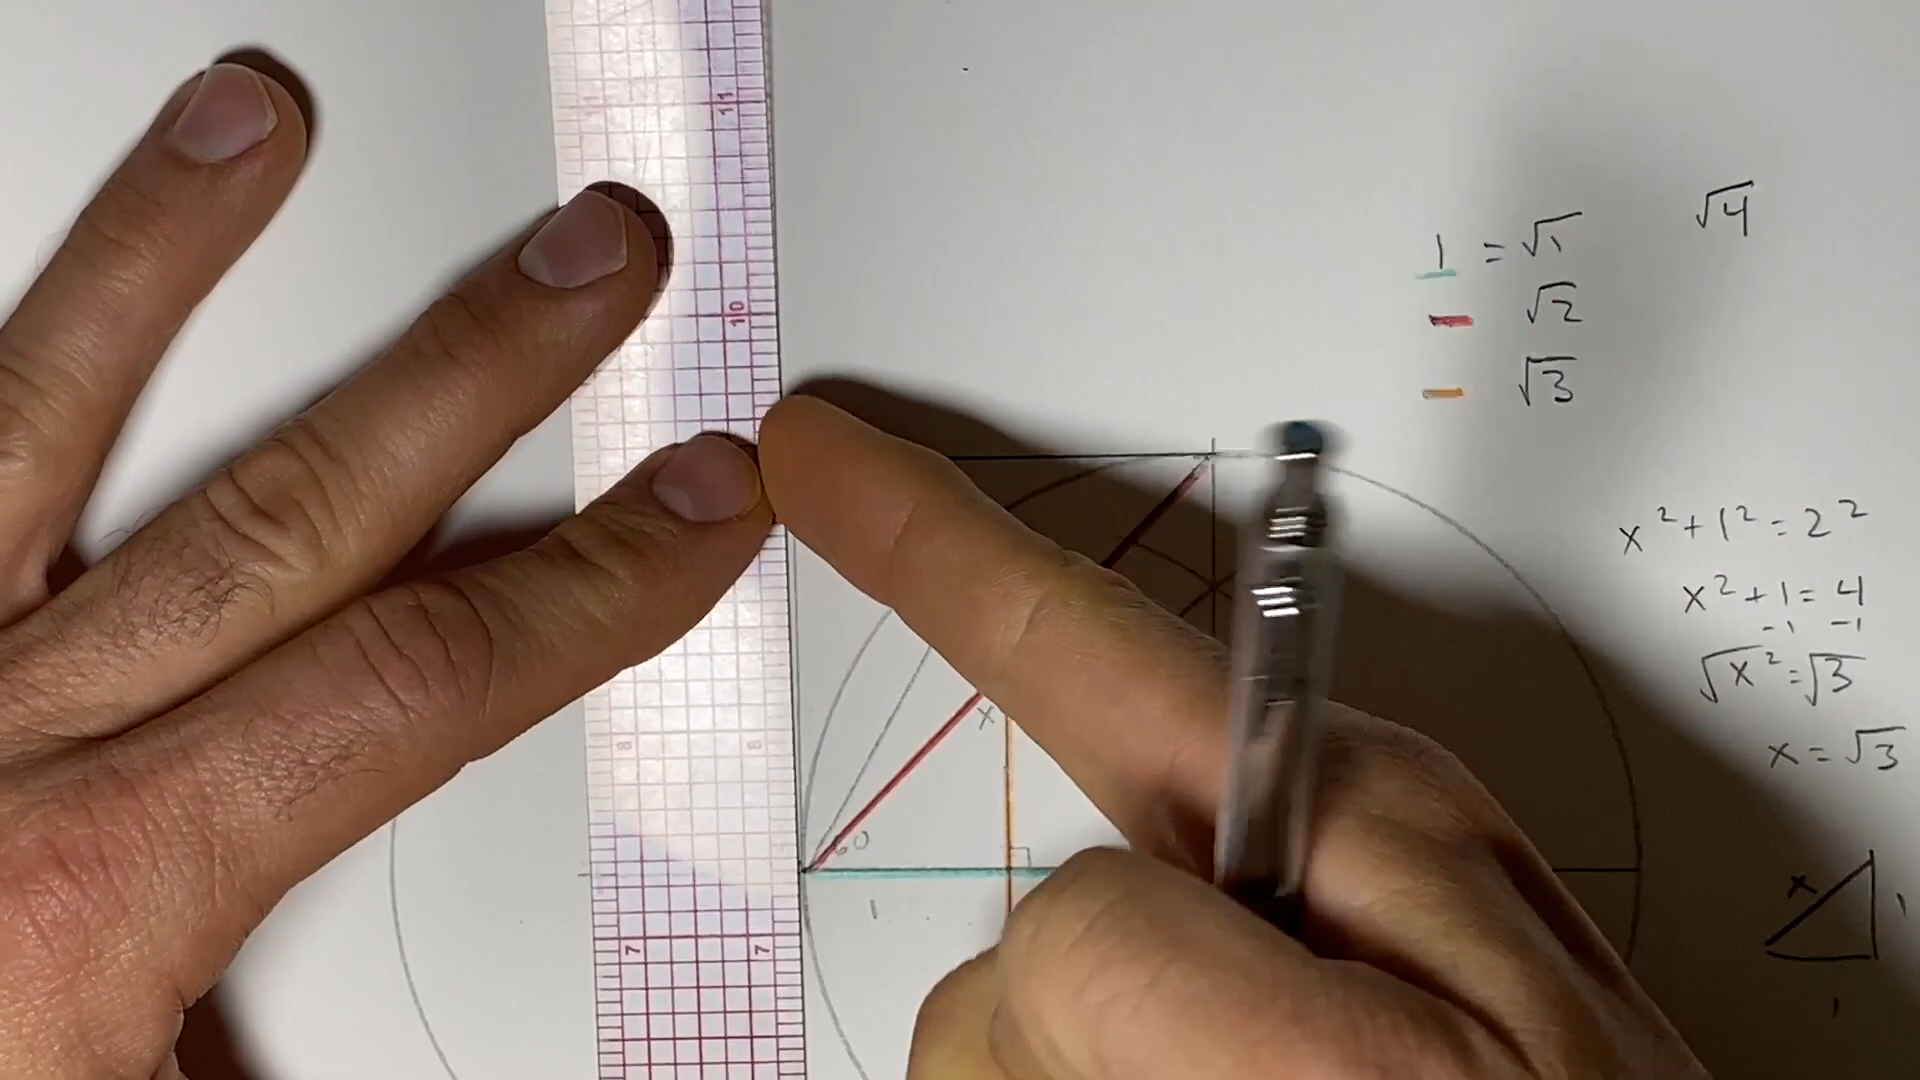 11 11
10
8 8
7 7
1 = √1
√4
√2
√3
x² + 1² = 2²
x² + 1 = 4
-1 -1
√x² = √3
x = √3
x
60
1
x 1
1